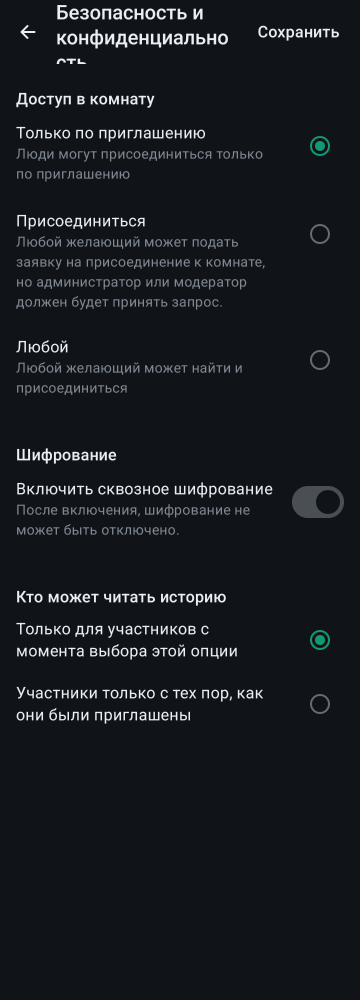 Безопасность и
конфиденциально
сть
Сохранить
Доступ в комнату
Только по приглашению
Люди могут присоединиться только
по приглашению
Присоединиться
Любой желающий может подать
заявку на присоединение к комнате,
но администратор или модератор
должен будет принять запрос.
Любой
Любой желающий может найти и
присоединиться
Шифрование
Включить сквозное шифрование
После включения, шифрование не
может быть отключено.
Кто может читать историю
Только для участников с
момента выбора этой опции
Участники только с тех пор, как
они были приглашены